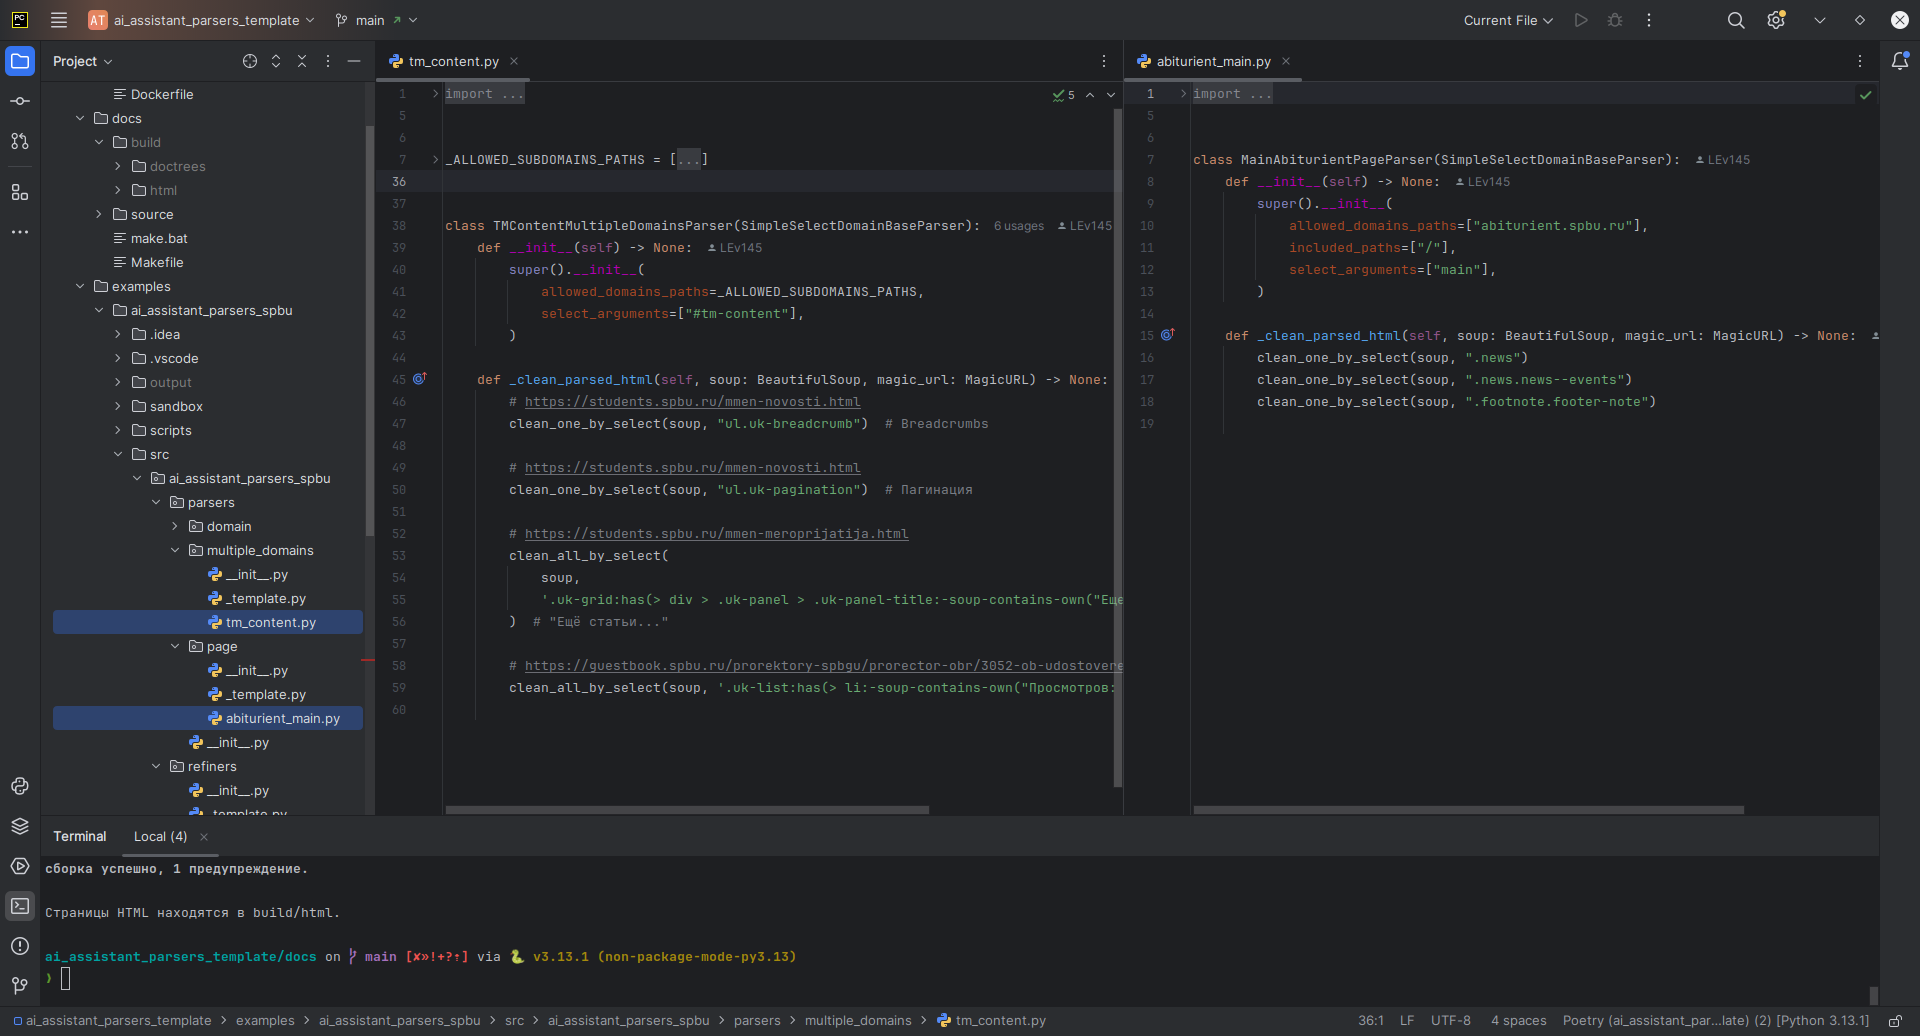 PC
AT ai_assistant_parsers_template
main
Current File
Project
Dockerfile
docs
build
doctrees
html
source
make.bat
Makefile
examples
ai_assistant_parsers_spbu
.idea
.vscode
output
sandbox
scripts
src
ai_assistant_parsers_spbu
parsers
domain
multiple_domains
__init__.py
_template.py
tm_content.py
page
__init__.py
_template.py
abiturient_main.py
__init__.py
refiners
__init__.py
_template.py
tm_content.py
5
1 import ...
5
6
7 _ALLOWED_SUBDOMAINS_PATHS = [...]
36
37
38 class TMContentMultipleDomainsParser(SimpleSelectDomainBaseParser): 6 usages LEv145
39 def __init__(self) -> None: LEv145
40 super().__init__(
41 allowed_domains_paths=_ALLOWED_SUBDOMAINS_PATHS,
42 select_arguments=["#tm-content"],
43 )
44
45 def _clean_parsed_html(self, soup: BeautifulSoup, magic_url: MagicURL) -> None:
46 # https://students.spbu.ru/mmen-novosti.html
47 clean_one_by_select(soup, "ul.uk-breadcrumb") # Breadcrumbs
48
49 # https://students.spbu.ru/mmen-novosti.html
50 clean_one_by_select(soup, "ul.uk-pagination") # Пагинация
51
52 # https://students.spbu.ru/mmen-meroprijatija.html
53 clean_all_by_select(
54 soup,
55 '.uk-grid:has(> div > .uk-panel > .uk-panel-title:-soup-contains-own("Еще
56 ) # "Ещё статьи..."
57
58 # https://guestbook.spbu.ru/prorektory-spbgu/prorector-obr/3052-ob-udostovere
59 clean_all_by_select(soup, '.uk-list:has(> li:-soup-contains-own("Просмотров:
60
abiturient_main.py
1 import ...
5
6
7 class MainAbiturientPageParser(SimpleSelectDomainBaseParser): LEv145
8 def __init__(self) -> None: LEv145
9 super().__init__(
10 allowed_domains_paths=["abiturient.spbu.ru"],
11 included_paths=["/"],
12 select_arguments=["main"],
13 )
14
15 def _clean_parsed_html(self, soup: BeautifulSoup, magic_url: MagicURL) -> None:
16 clean_one_by_select(soup, ".news")
17 clean_one_by_select(soup, ".news.news--events")
18 clean_one_by_select(soup, ".footnote.footer-note")
19
Terminal
Local (4)
сборка успешно, 1 предупреждение.
Страницы HTML находятся в build/html.
ai_assistant_parsers_template/docs on main [✘»!+?⇡] via v3.13.1 (non-package-mode-py3.13)
❯
ai_assistant_parsers_template > examples > ai_assistant_parsers_spbu > src > ai_assistant_parsers_spbu > parsers > multiple_domains > tm_content.py
36:1 LF UTF-8 4 spaces Poetry (ai_assistant_par...late) (2) [Python 3.13.1]